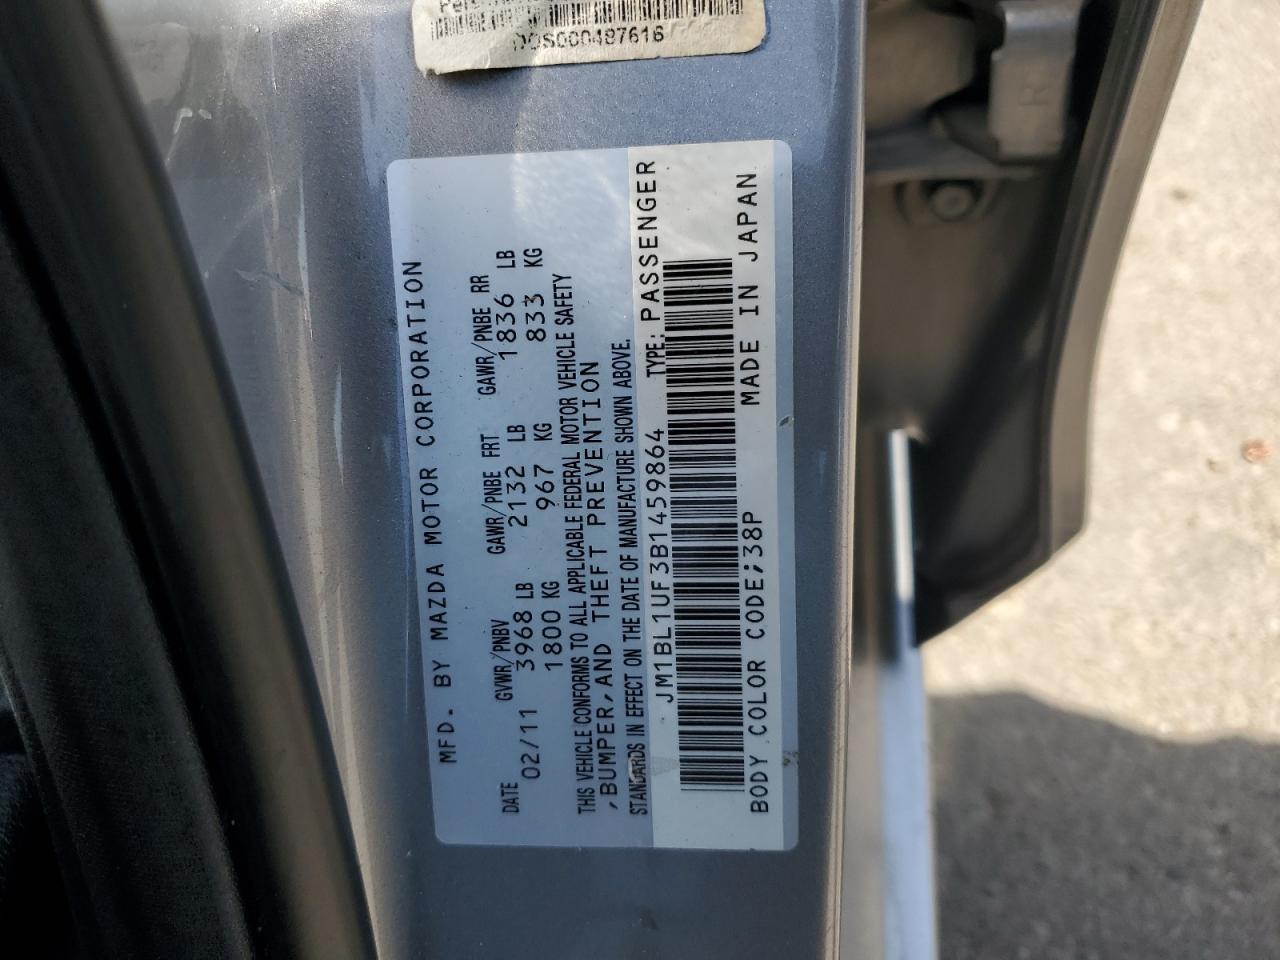 DOS000487616
MFD. BY MAZDA MOTOR CORPORATION
DATE GVWR/PNBV GAWR/PNBE FRT GAWR/PNBE RR
02/11 3968 LB 2132 LB 1836 LB
1800 KG 967 KG 833 KG
THIS VEHICLE CONFORMS TO ALL APPLICABLE FEDERAL MOTOR VEHICLE SAFETY
,BUMPER,AND THEFT PREVENTION
STANDARDS IN EFFECT ON THE DATE OF MANUFACTURE SHOWN ABOVE.
JM1BL1UF3B1459864 TYPE: PASSENGER
BODY COLOR CODE;38P MADE IN JAPAN
R